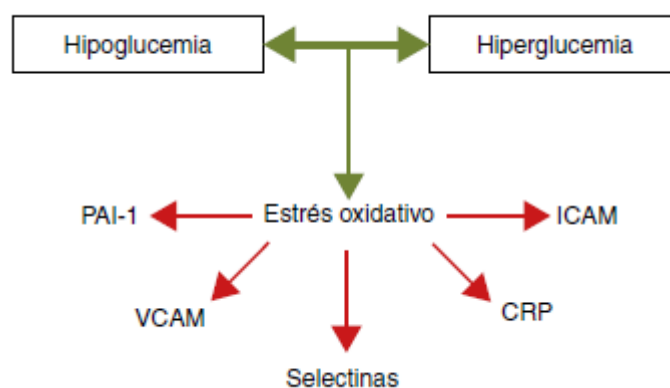 Hipoglucemia
Hiperglucemia
PAI-1
Estrés oxidativo
ICAM
VCAM
CRP
Selectinas